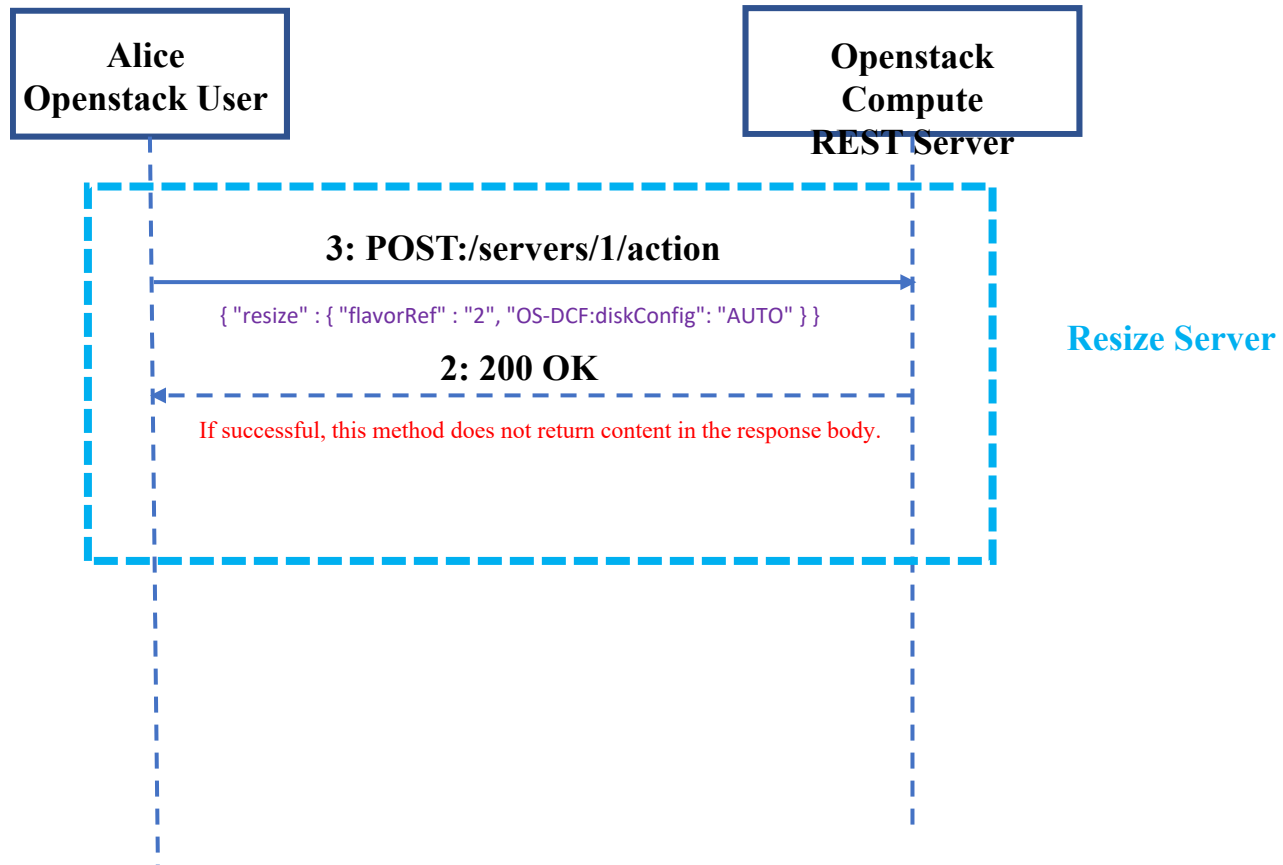 Alice
Openstack User
Openstack
Compute
REST Server
3: POST:/servers/1/action
{ "resize" : { "flavorRef" : "2", "OS-DCF:diskConfig": "AUTO" } }
Resize Server
2: 200 OK
If successful, this method does not return content in the response body.